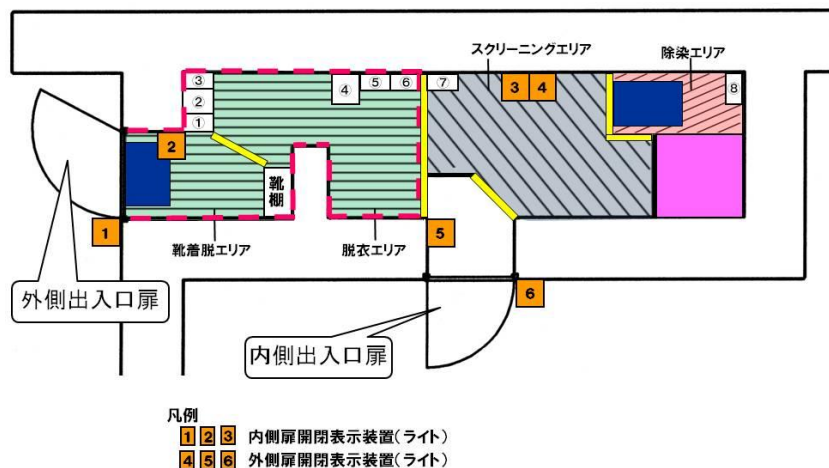 スクリーニングエリア
除染エリア
③
②
①
④
⑤
⑥
⑦
3
4
⑧
2
靴棚
1
靴着脱エリア
脱衣エリア
5
6
外側出入口扉
内側出入口扉
凡例
1 2 3 内側扉開閉表示装置(ライト)
4 5 6 外側扉開閉表示装置(ライト)